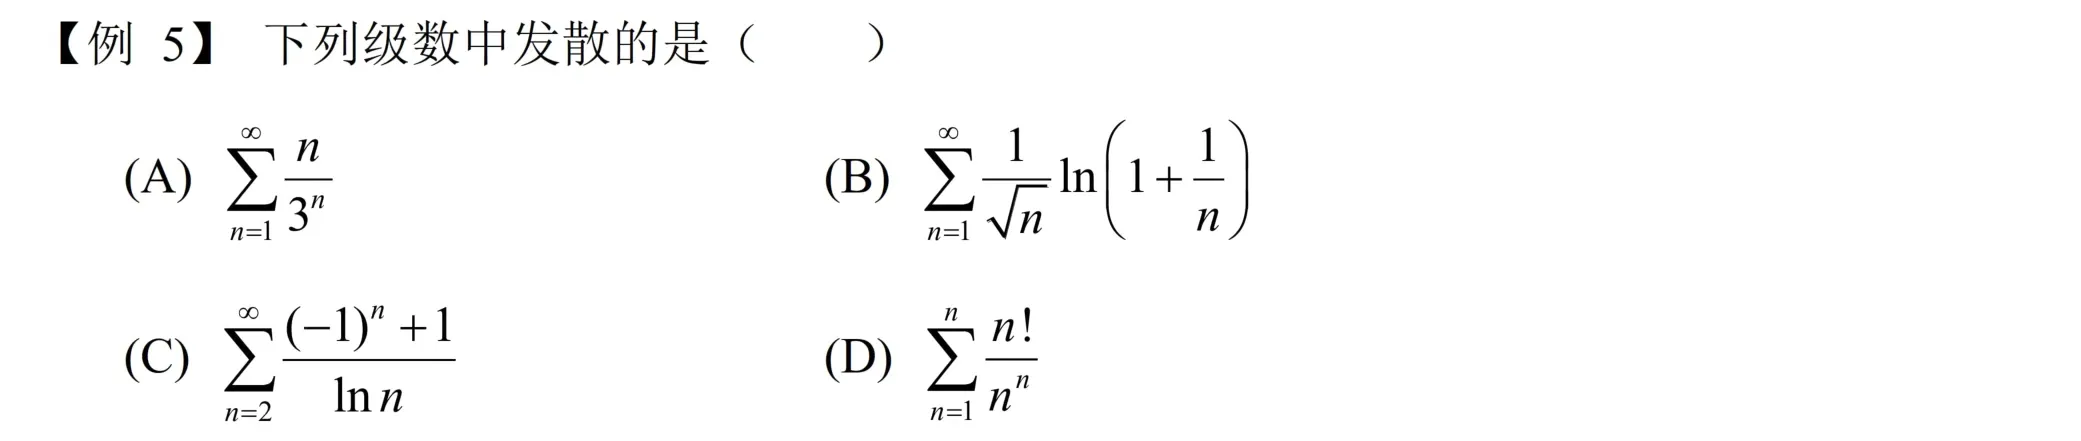 【例 5】 下列级数中发散的是（ ）
(A) $\sum_{n=1}^{\infty} \frac{n}{3^n}$ (B) $\sum_{n=1}^{\infty} \frac{1}{\sqrt{n}} \ln\left(1+\frac{1}{n}\right)$
(C) $\sum_{n=2}^{\infty} \frac{(-1)^n+1}{\ln n}$ (D) $\sum_{n=1}^{n} \frac{n!}{n^n}$